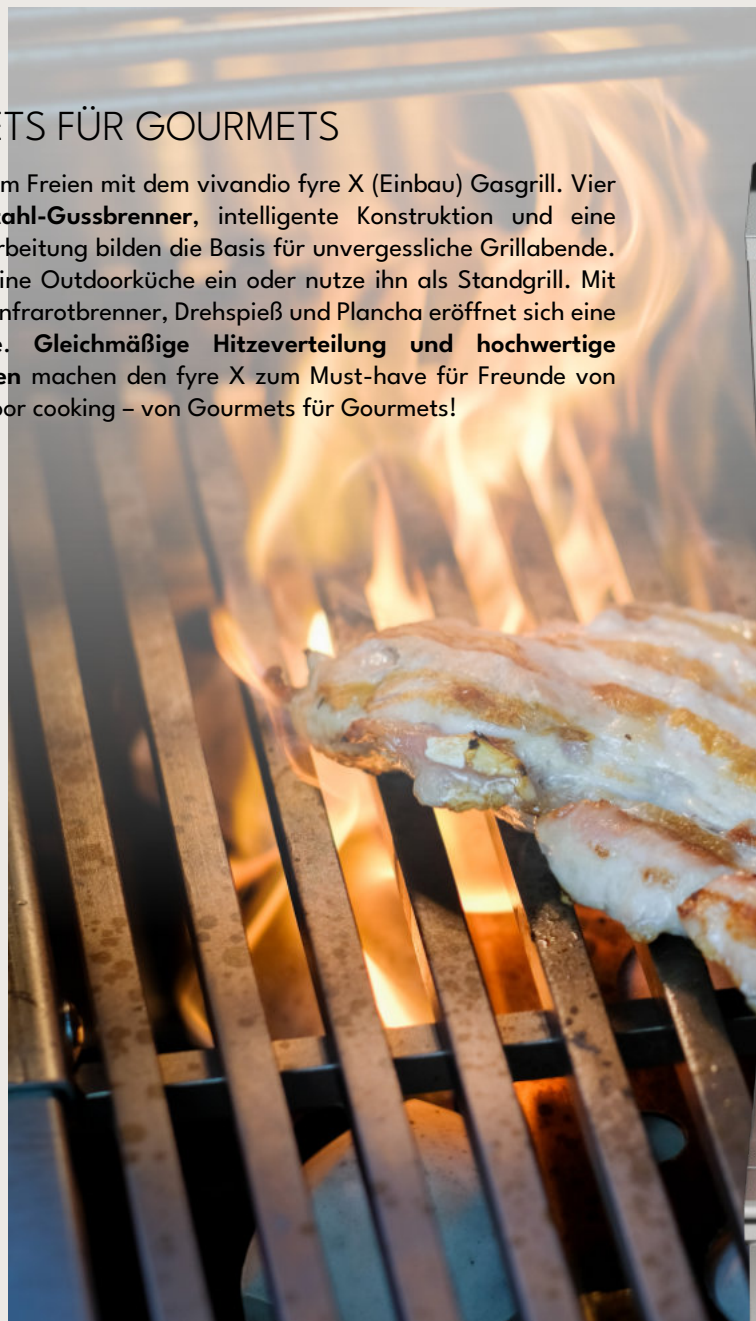 ETS FÜR GOURMETS
m Freien mit dem vivandio fyre X (Einbau) Gasgrill. Vier
tahl-Gussbrenner, intelligente Konstruktion und eine
rbeitung bilden die Basis für unvergessliche Grillabende.
ine Outdoorküche ein oder nutze ihn als Standgrill. Mit
nfrarotbrenner, Drehspieß und Plancha eröffnet sich eine
e. Gleichmäßige Hitzeverteilung und hochwertige
en machen den fyre X zum Must-have für Freunde von
oor cooking – von Gourmets für Gourmets!